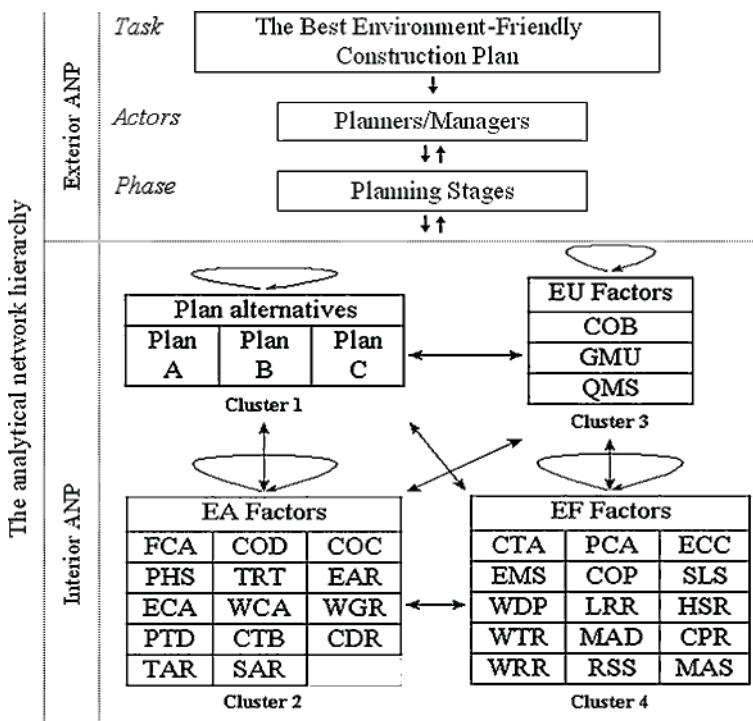 The analytical network hierarchy
Exterior ANP
Task
The Best Environment-Friendly
Construction Plan
Actors
Planners/Managers
Phase
Planning Stages
Interior ANP
Plan alternatives
Plan Plan Plan
A B C
Cluster 1
EU Factors
COB
GMU
QMS
Cluster 3
EA Factors
FCA COD COC
PHS TRT EAR
ECA WCA WGR
PTD CTB CDR
TAR SAR
Cluster 2
EF Factors
CTA PCA ECC
EMS COP SLS
WDP LRR HSR
WTR MAD CPR
WRR RSS MAS
Cluster 4